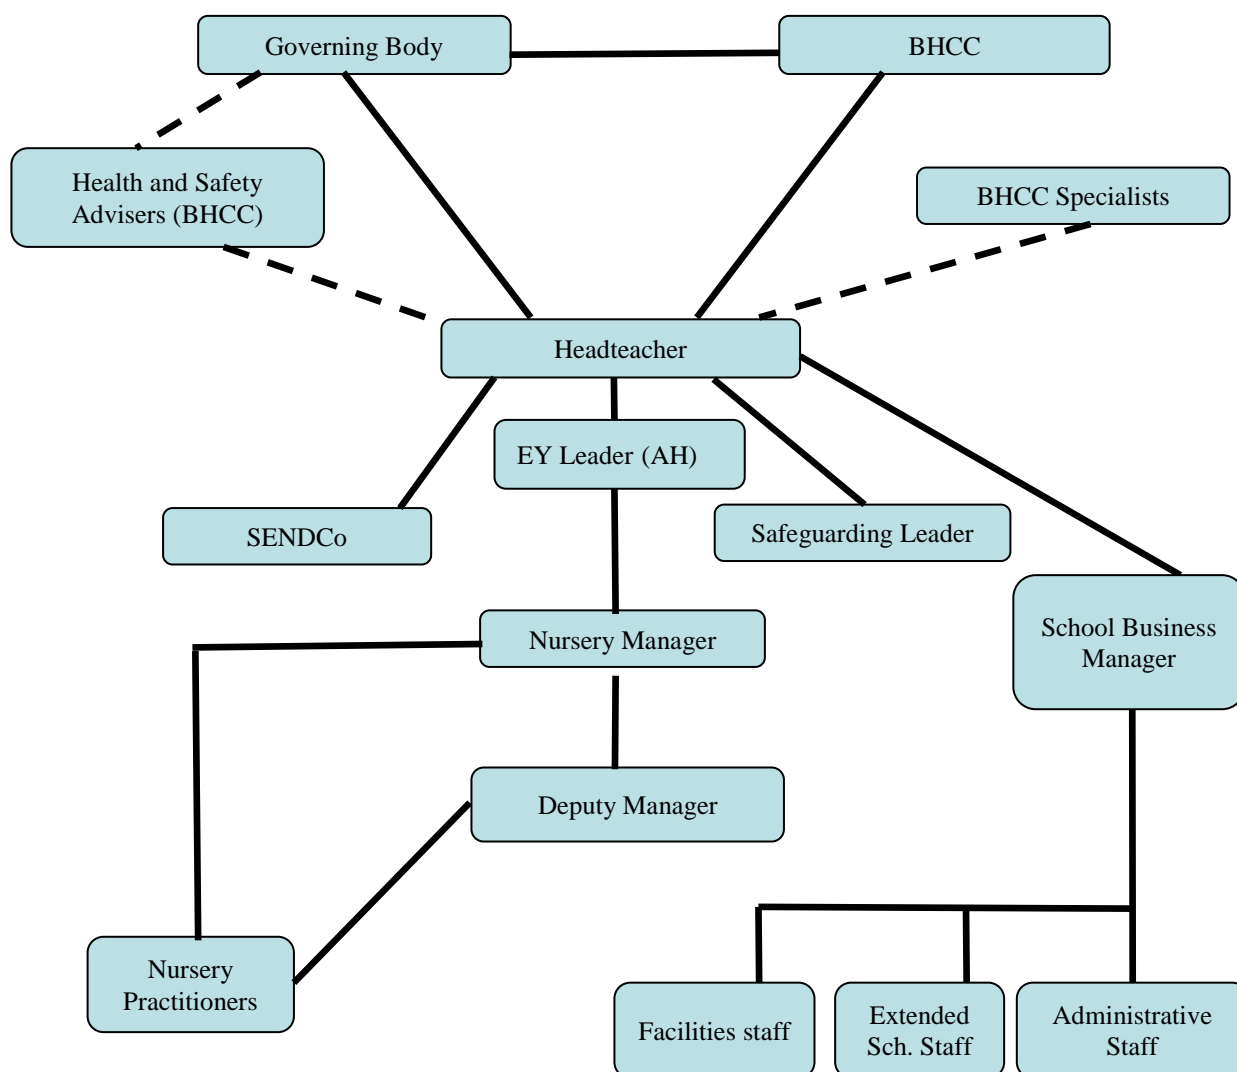 Governing Body
BHCC
Health and Safety
Advisers (BHCC)
BHCC Specialists
Headteacher
EY Leader (AH)
SENDCo
Safeguarding Leader
Nursery Manager
School Business
Manager
Deputy Manager
Nursery
Practitioners
Facilities staff
Extended
Sch. Staff
Administrative
Staff